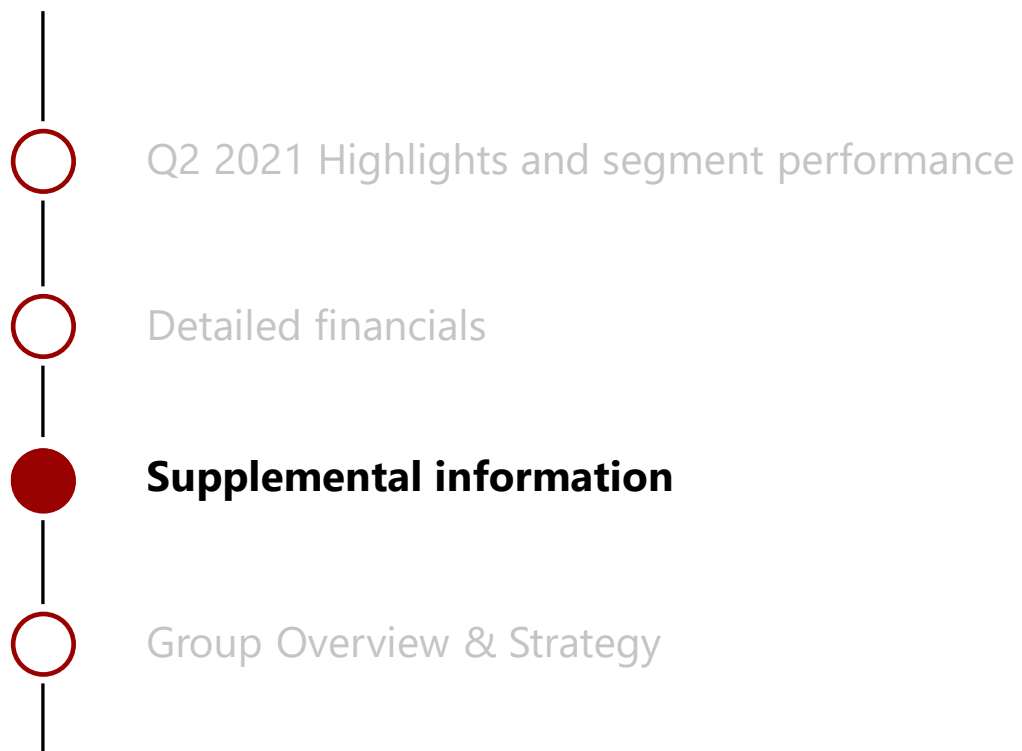 Q2 2021 Highlights and segment performance
Detailed financials
Supplemental information
Group Overview & Strategy